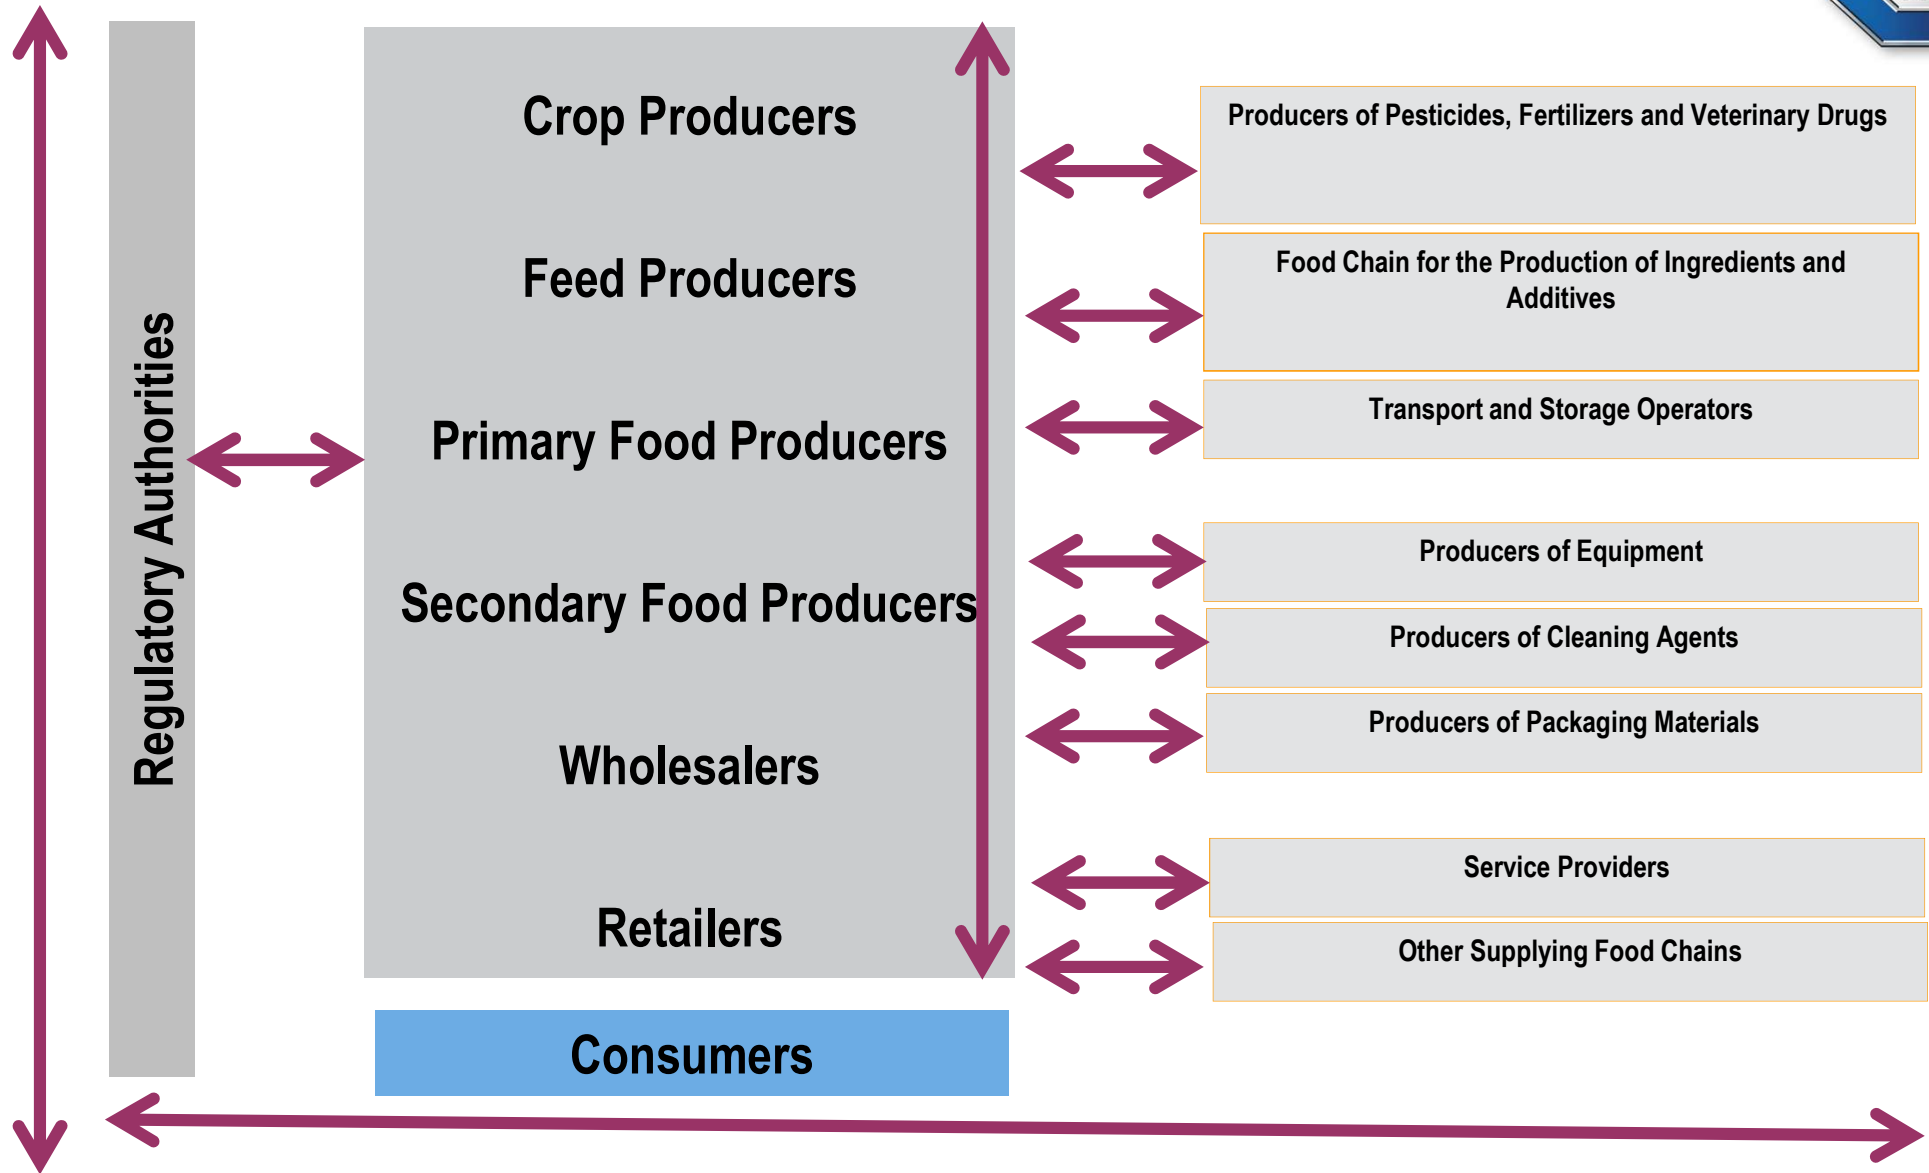 Regulatory Authorities
Crop Producers
Feed Producers
Primary Food Producers
Secondary Food Producers
Wholesalers
Retailers
Consumers
Producers of Pesticides, Fertilizers and Veterinary Drugs
Food Chain for the Production of Ingredients and
Additives
Transport and Storage Operators
Producers of Equipment
Producers of Cleaning Agents
Producers of Packaging Materials
Service Providers
Other Supplying Food Chains